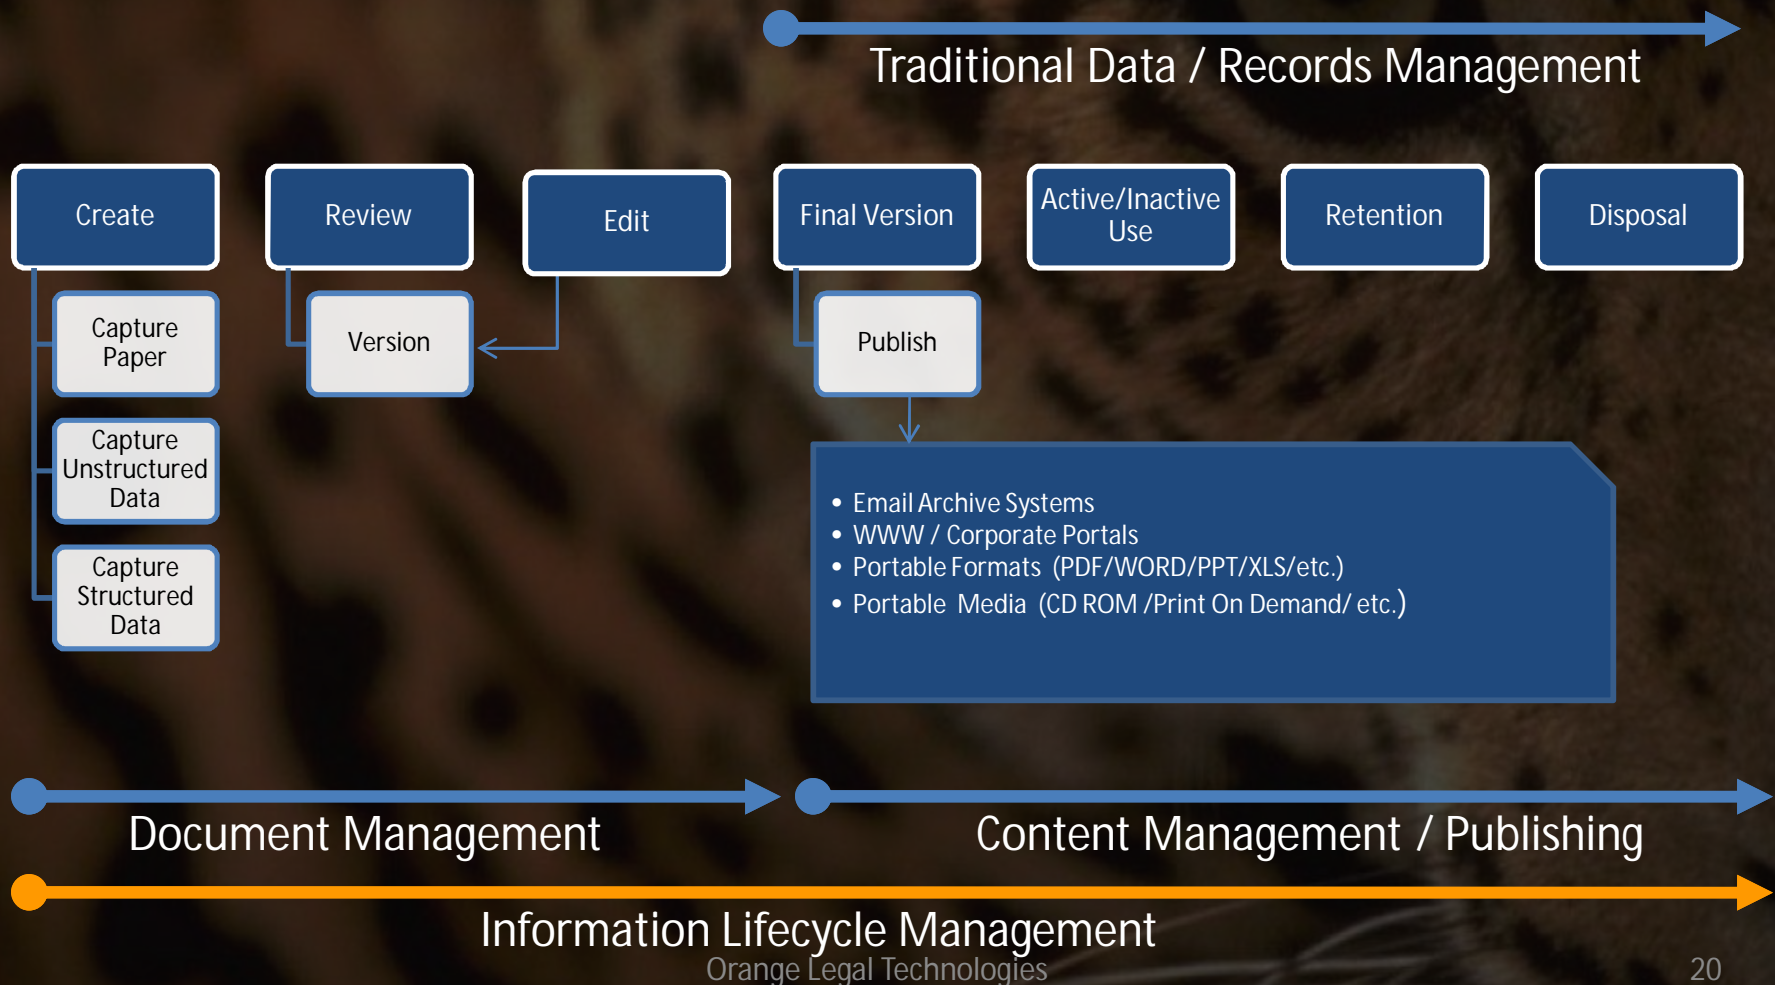 Traditional Data / Records Management
Create
Review
Edit
Final Version
Active/Inactive
Use
Retention
Disposal
Capture
Paper
Version
Publish
Capture
Unstructured
Data
Capture
Structured
Data
• Email Archive Systems
• WWW / Corporate Portals
• Portable Formats (PDF/WORD/PPT/XLS/etc.)
• Portable Media (CD ROM /Print On Demand/ etc.)
Document Management
Content Management / Publishing
Information Lifecycle Management
Orange Legal Technologies
20